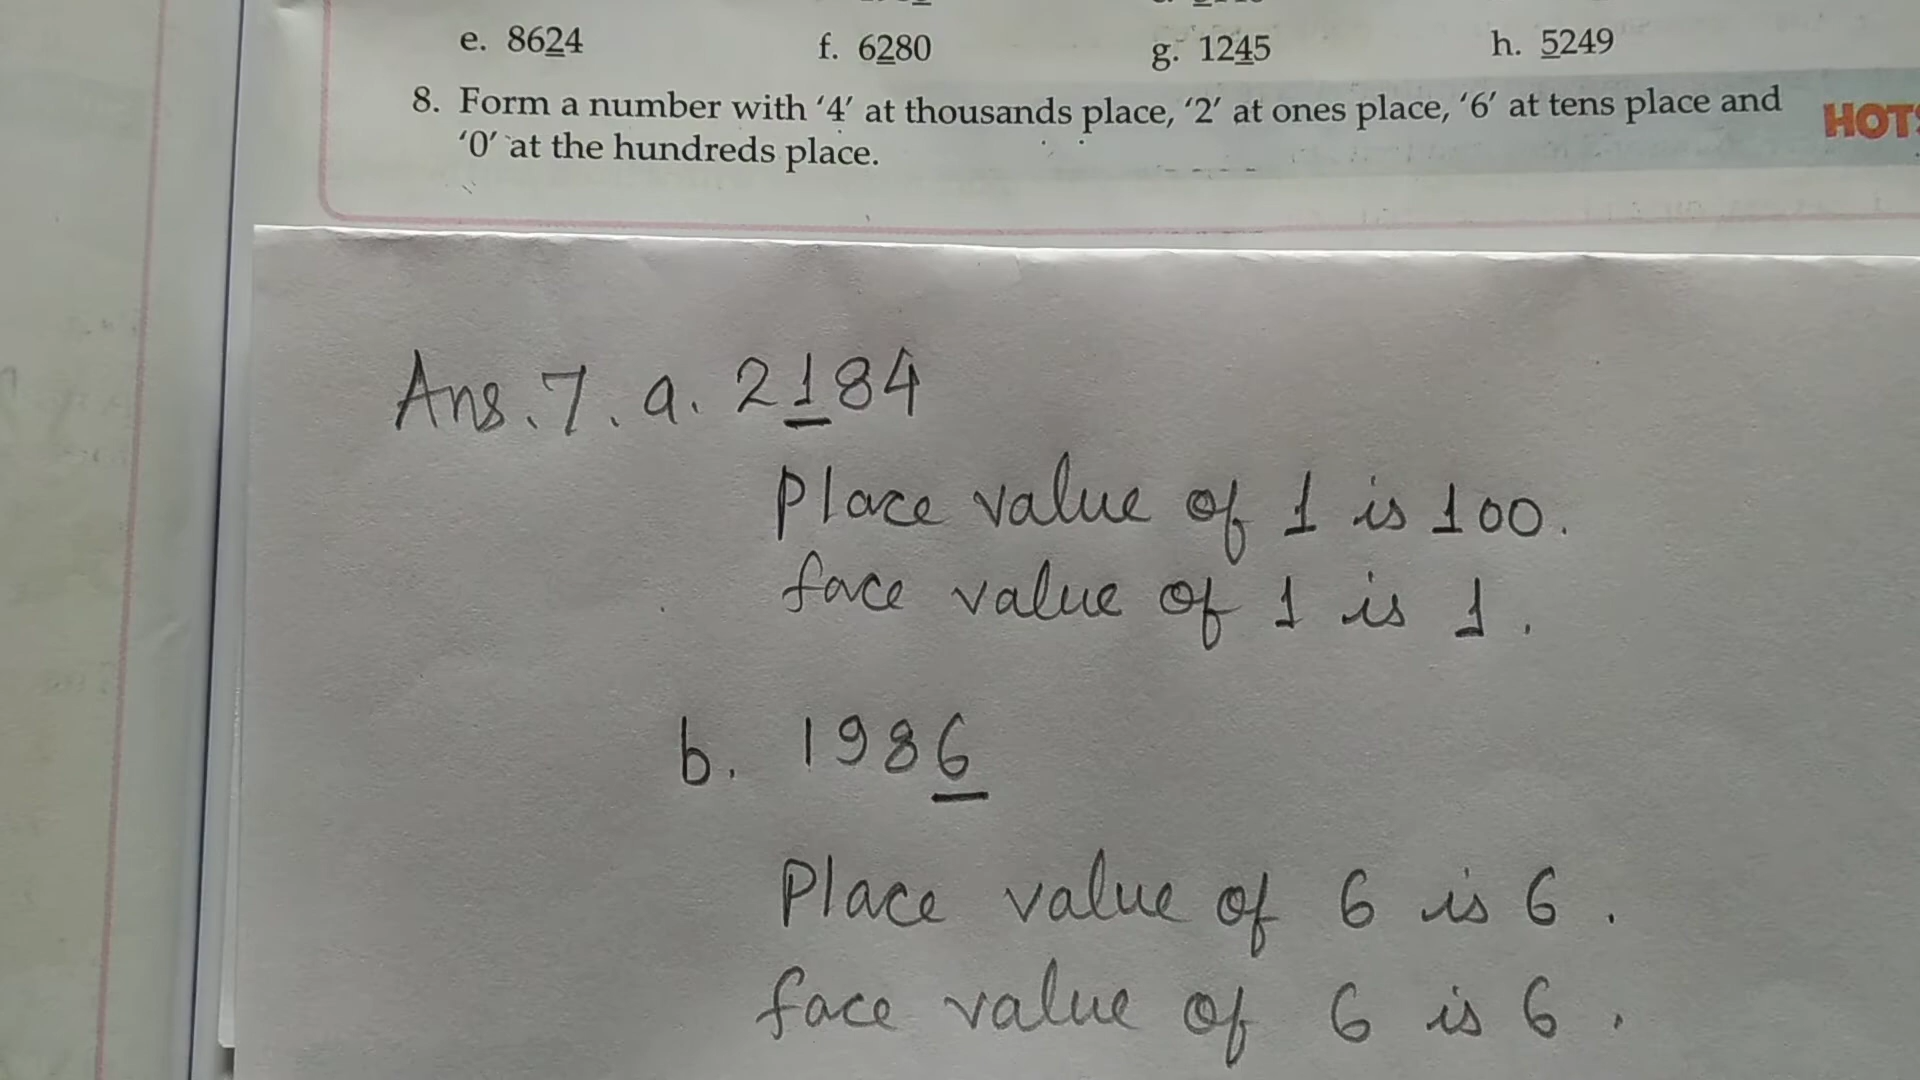 e. 8624 f. 6280 g. 1245 h. 5249
8. Form a number with ‘4’ at thousands place, ‘2’ at ones place, ‘6’ at tens place and HOTS
‘0’ at the hundreds place.
Ans. 7. a. 2184
Place value of 1 is 100.
face value of 1 is 1.
b. 1986
Place value of 6 is 6.
face value of 6 is 6.